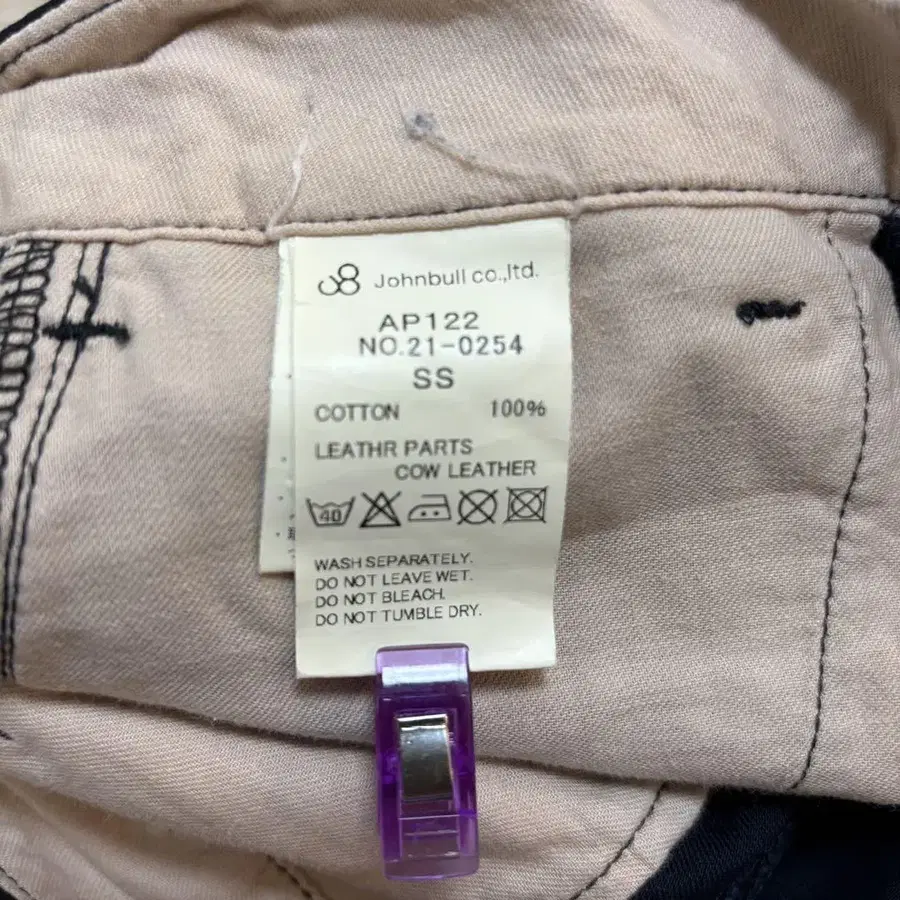 Johnbull co.,ltd.
AP122
NO.21-0254
SS
COTTON 100%
LEATHR PARTS
COW LEATHER
40
WASH SEPARATELY.
DO NOT LEAVE WET.
DO NOT BLEACH.
DO NOT TUMBLE DRY.